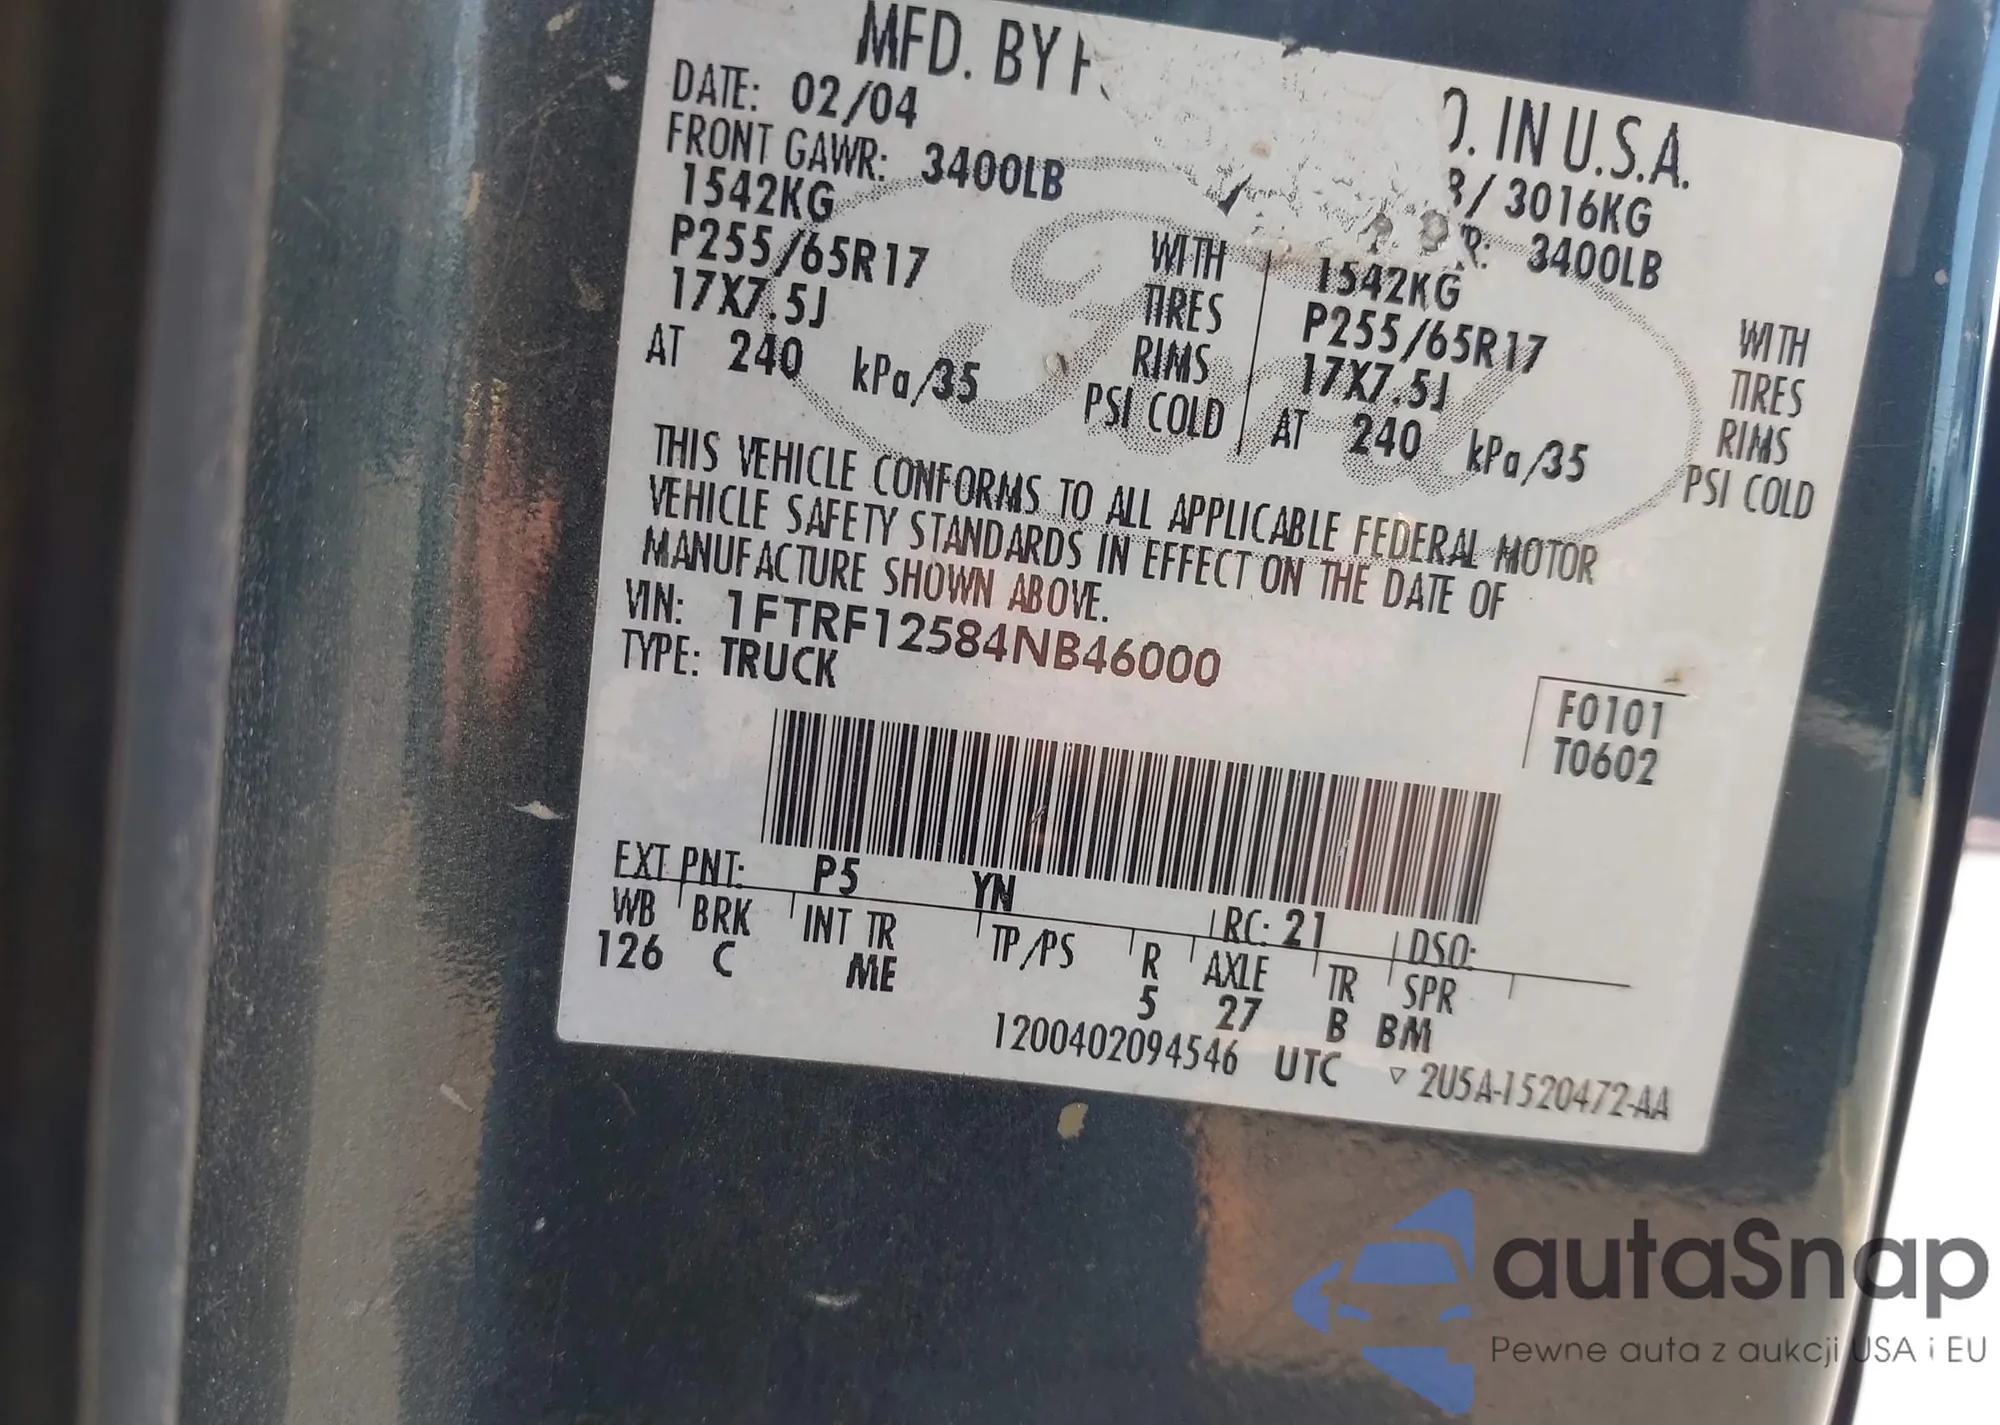 MFD. BY
O. IN U.S.A.
DATE: 02/04
/ 3016KG
FRONT GAWR: 3400LB
R: 3400LB
1542KG
1542KG
P255/65R17 WITH TIRES
P255/65R17 WITH TIRES
17X7.5J RIMS
17X7.5J RIMS
AT 240 kPa/35 PSI COLD
AT 240 kPa/35 PSI COLD
THIS VEHICLE CONFORMS TO ALL APPLICABLE FEDERAL MOTOR
VEHICLE SAFETY STANDARDS IN EFFECT ON THE DATE OF
MANUFACTURE SHOWN ABOVE.
VIN: 1FTRF12584NB46000
TYPE: TRUCK
F0101
T0602
EXT PNT: P5 YN RC: 21 DSO:
WB BRK INT TR TP/PS R AXLE TR SPR
126 C ME 5 27 B BM
1200402094546 UTC ▽ 2U5A-1520472-AA
autaSnap
Pewne auta z aukcji USA i EU